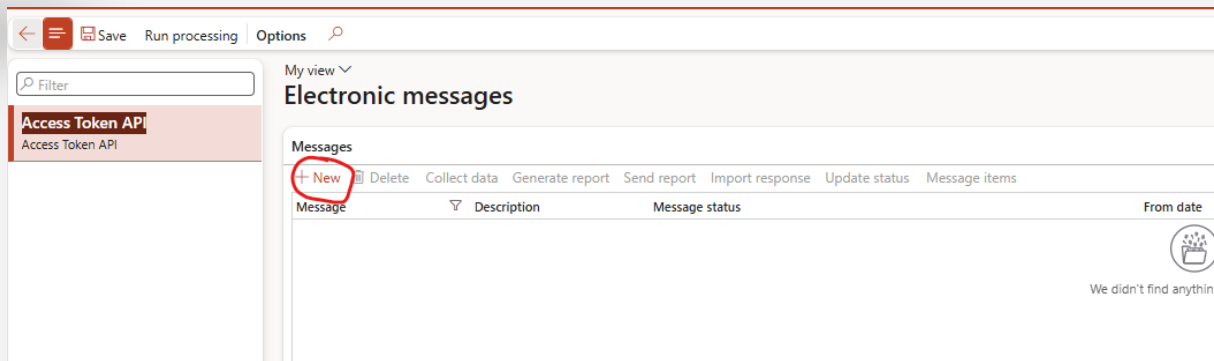 Save Run processing Options
Filter
Access Token API
Access Token API
My view
Electronic messages
Messages
New Delete Collect data Generate report Send report Import response Update status Message items
Message Description Message status From date
We didn't find anythin